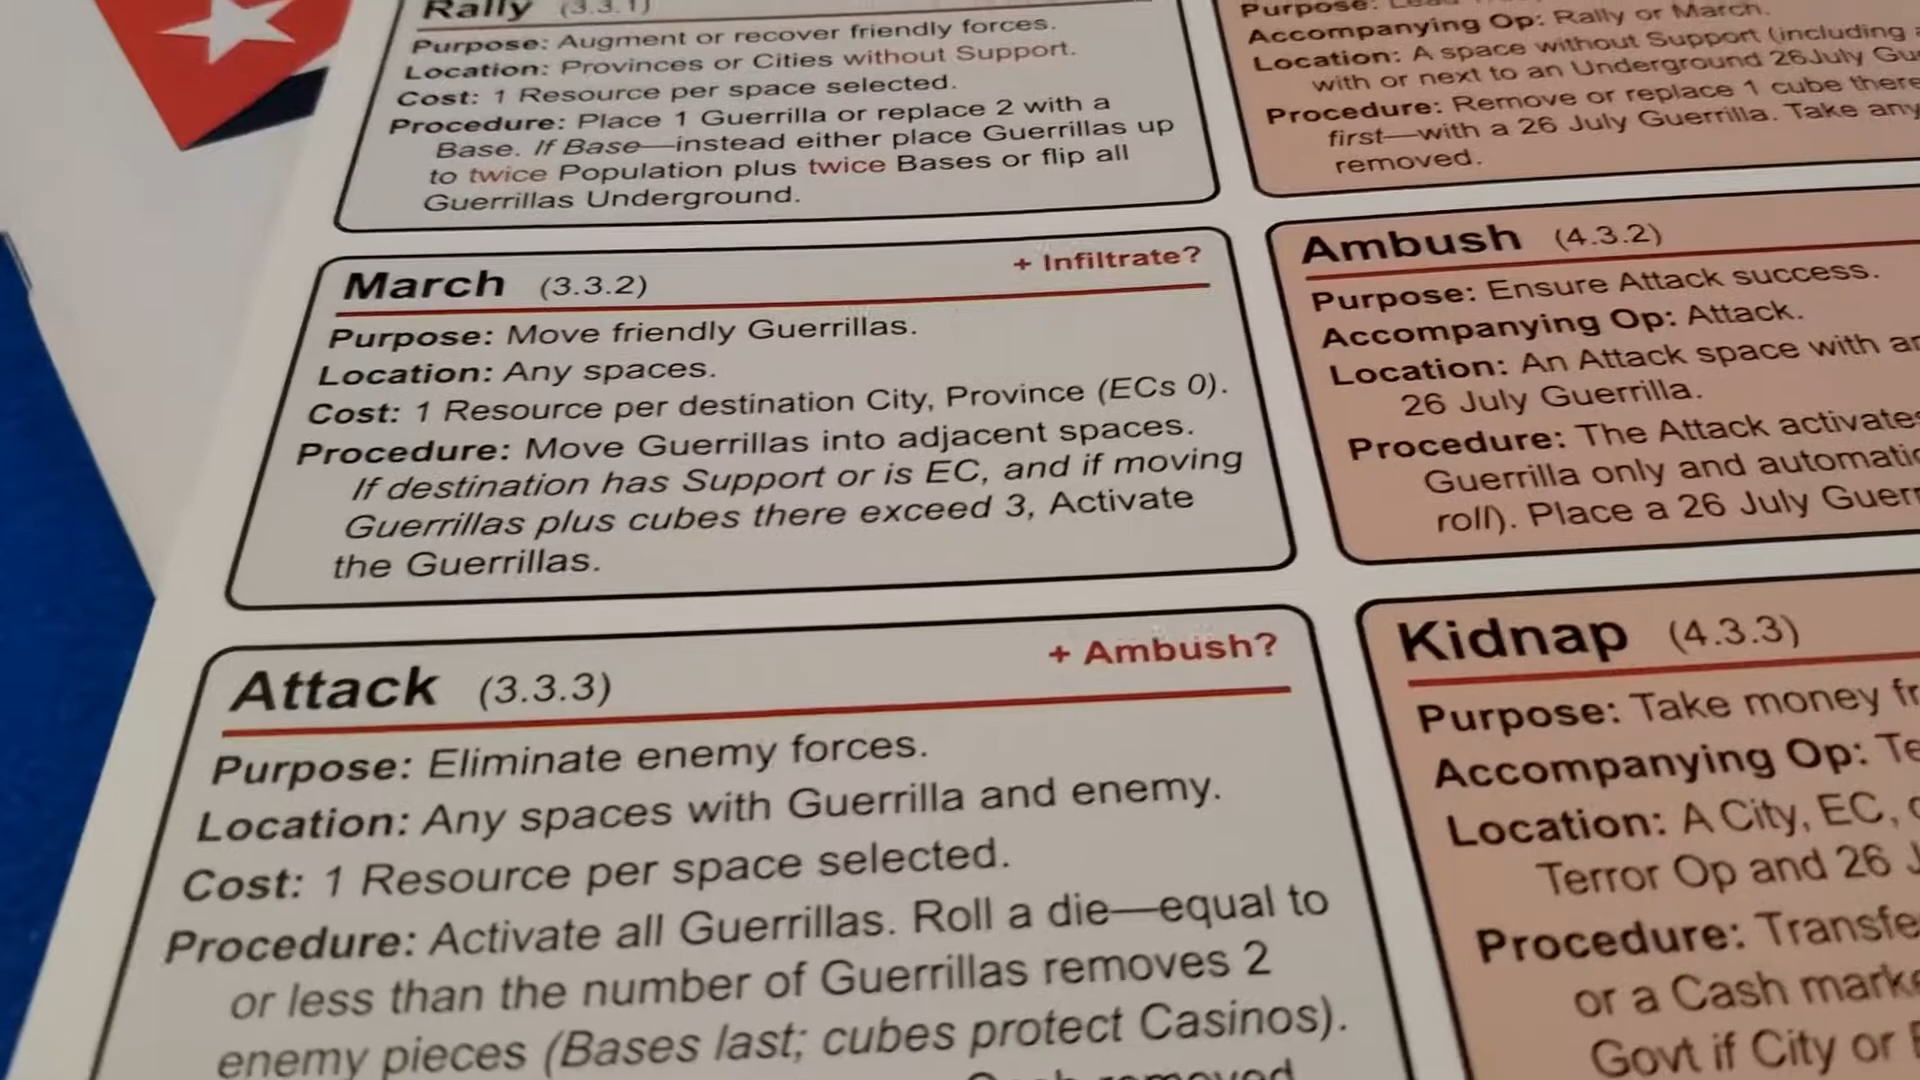 Rally (3.3.1)
Purpose: Augment or recover friendly forces.
Location: Provinces or Cities without Support.
Cost: 1 Resource per space selected.
Procedure: Place 1 Guerrilla or replace 2 with a
Base. If Base—instead either place Guerrillas up
to twice Population plus twice Bases or flip all
Guerrillas Underground.
March (3.3.2) + Infiltrate?
Purpose: Move friendly Guerrillas.
Location: Any spaces.
Cost: 1 Resource per destination City, Province (ECs 0).
Procedure: Move Guerrillas into adjacent spaces.
If destination has Support or is EC, and if moving
Guerrillas plus cubes there exceed 3, Activate
the Guerrillas.
Attack (3.3.3) + Ambush?
Purpose: Eliminate enemy forces.
Location: Any spaces with Guerrilla and enemy.
Cost: 1 Resource per space selected.
Procedure: Activate all Guerrillas. Roll a die—equal to
or less than the number of Guerrillas removes 2
enemy pieces (Bases last; cubes protect Casinos).
Purpose:
Accompanying Op: Rally or March.
Location: A space without Support (including
with or next to an Underground 26July
Procedure: Remove or replace 1 cube there
first—with a 26 July Guerrilla. Take any
removed.
Ambush (4.3.2)
Purpose: Ensure Attack success.
Accompanying Op: Attack.
Location: An Attack space with
26 July Guerrilla.
Procedure: The Attack activates
Guerrilla only and
roll). Place a 26 July
Kidnap (4.3.3)
Purpose: Take money
Accompanying Op:
Location: A City, EC,
Terror Op and 26
Procedure:
or a Cash
Govt if City or